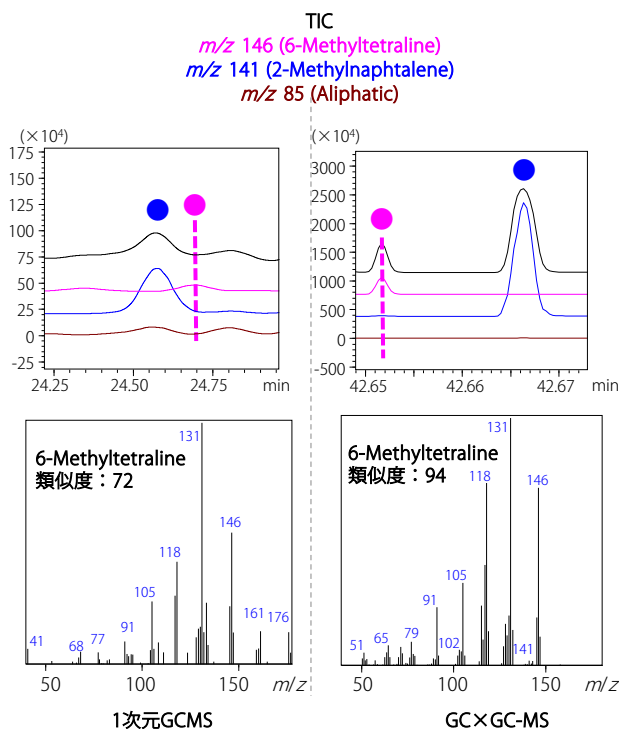 TIC
m/z 146 (6-Methyltetraline)
m/z 141 (2-Methylnaphtalene)
m/z 85 (Aliphatic)
(×10⁴)
175
150
125
100
75
50
25
0
-25
24.25 24.50 24.75 min
(×10⁴)
3000
2500
2000
1500
1000
500
0
-500
42.65 42.66 42.67 min
6-Methyltetraline
類似度：72
131
146
118
105
161
176
91
77
68
41
50 100 150 m/z
1次元GCMS
6-Methyltetraline
類似度：94
131
118
146
105
91
79
65
51
102
141
50 100 150 m/z
GC×GC-MS